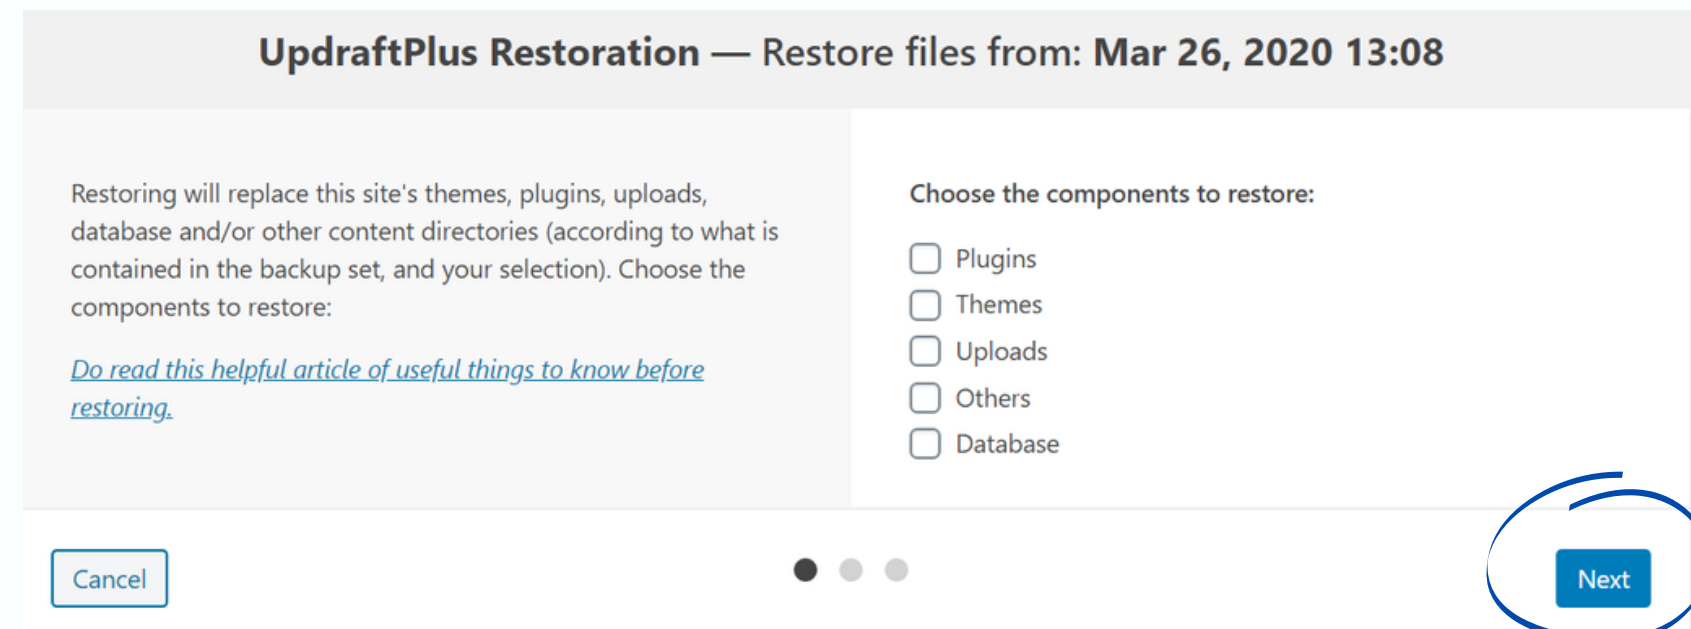 UpdraftPlus Restoration — Restore files from: Mar 26, 2020 13:08
Restoring will replace this site's themes, plugins, uploads,
database and/or other content directories (according to what is
contained in the backup set, and your selection). Choose the
components to restore:
Do read this helpful article of useful things to know before
restoring.
Choose the components to restore:
Plugins
Themes
Uploads
Others
Database
Cancel
Next